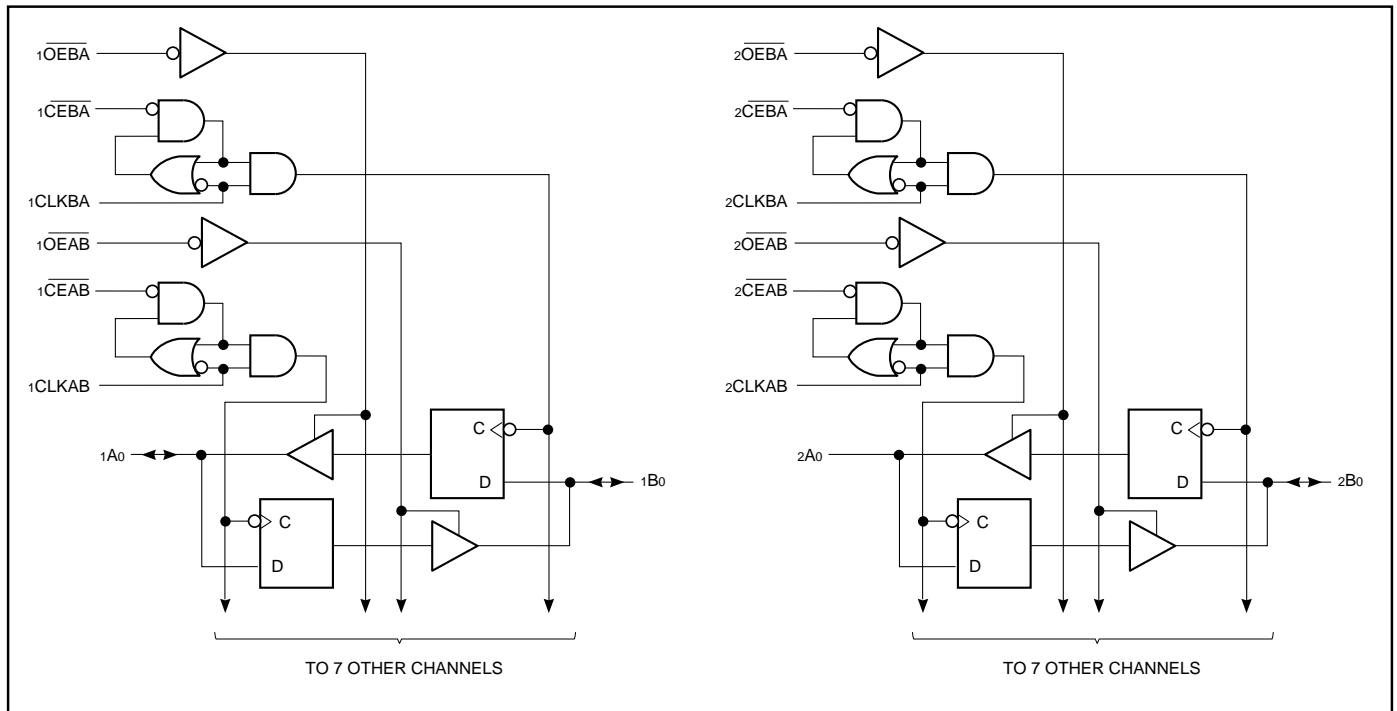 1OEBA
1CEBA
1CLKBA
1OEAB
1CEAB
1CLKAB
C
1A0
D
1B0
C
D
TO 7 OTHER CHANNELS
2OEBA
2CEBA
2CLKBA
2OEAB
2CEAB
2CLKAB
C
2A0
D
2B0
C
D
TO 7 OTHER CHANNELS